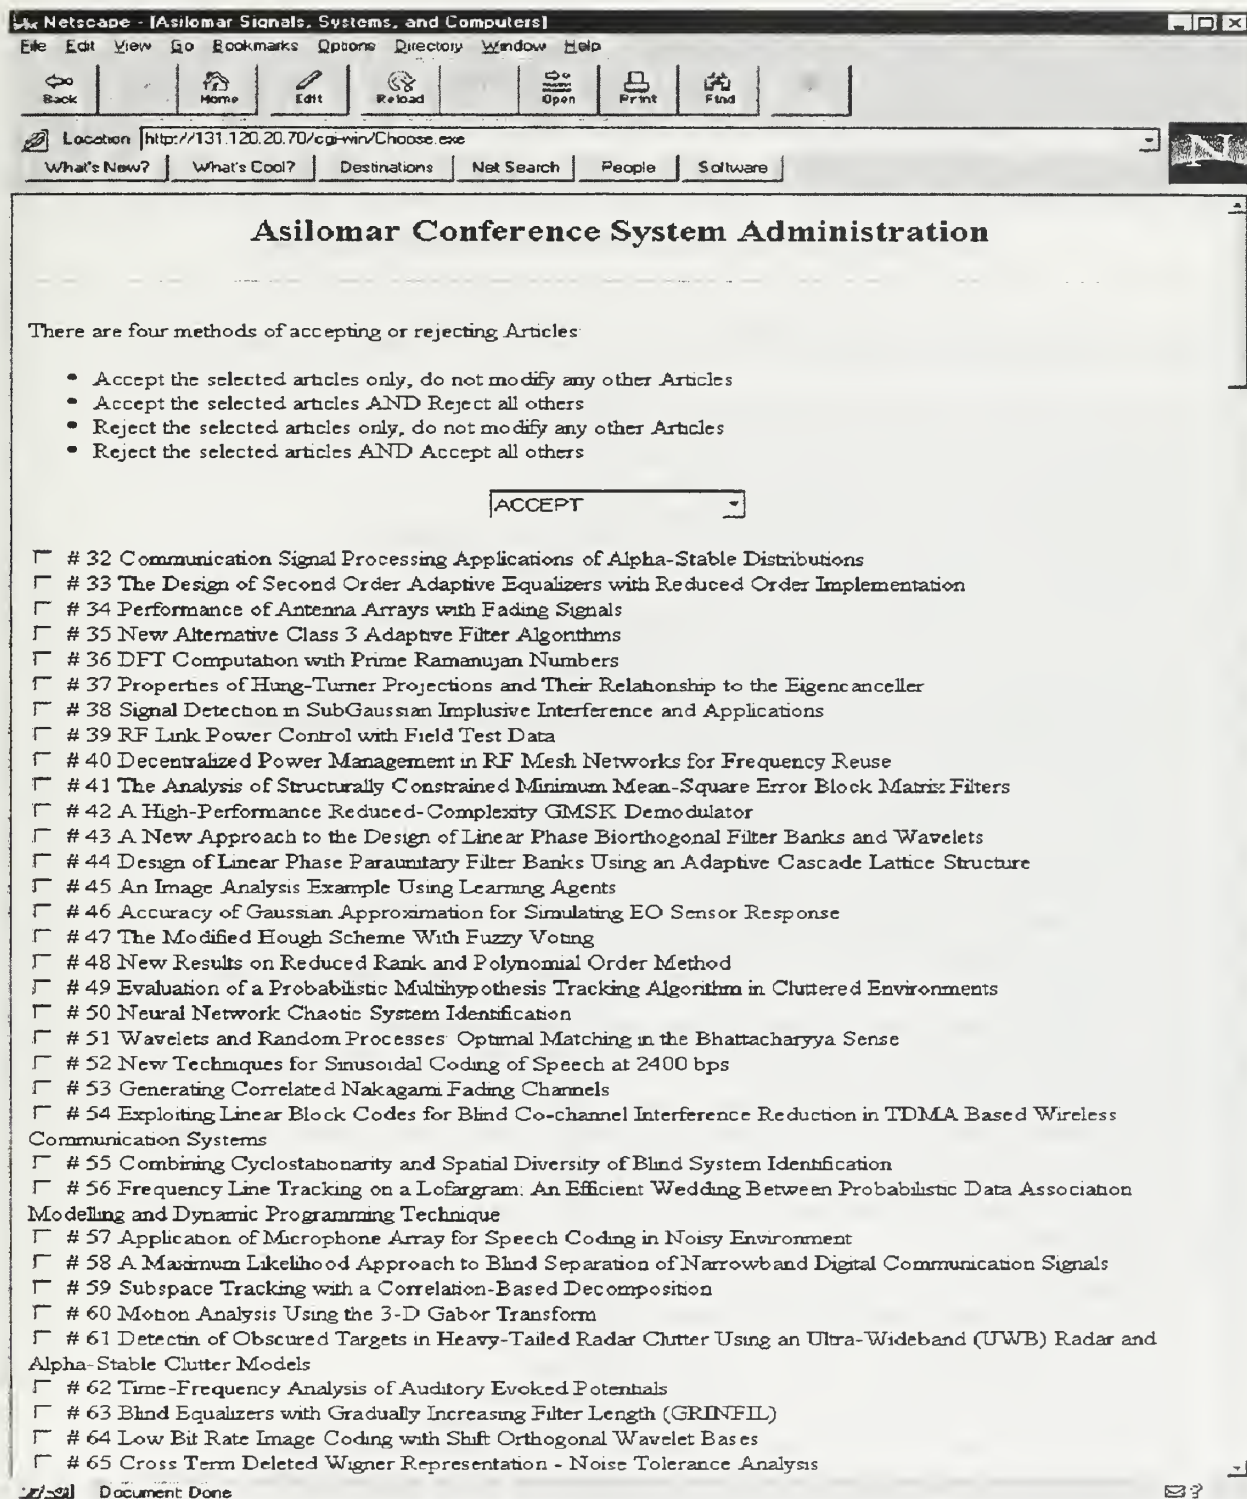 Netscape - [Asilomar Signals, Systems, and Computers]
File Edit View Go Bookmarks Options Directory Window Help
Back Home Edit Reload Open Print Find
Location http://131.120.20.70/cgi-win/Choose.exe
N
What's New? What's Cool? Destinations Net Search People Software
Asilomar Conference System Administration
There are four methods of accepting or rejecting Articles
• Accept the selected articles only, do not modify any other Articles
• Accept the selected articles AND Reject all others
• Reject the selected articles only, do not modify any other Articles
• Reject the selected articles AND Accept all others
ACCEPT
# 32 Communication Signal Processing Applications of Alpha-Stable Distributions
# 33 The Design of Second Order Adaptive Equalizers with Reduced Order Implementation
# 34 Performance of Antenna Arrays with Fading Signals
# 35 New Alternative Class 3 Adaptive Filter Algorithms
# 36 DFT Computation with Prime Ramanujan Numbers
# 37 Properties of Hung-Turner Projections and Their Relationship to the Eigencanceller
# 38 Signal Detection in SubGaussian Implusive Interference and Applications
# 39 RF Link Power Control with Field Test Data
# 40 Decentralized Power Management in RF Mesh Networks for Frequency Reuse
# 41 The Analysis of Structurally Constrained Minimum Mean-Square Error Block Matrix Filters
# 42 A High-Performance Reduced-Complexity GMSK Demodulator
# 43 A New Approach to the Design of Linear Phase Biorthogonal Filter Banks and Wavelets
# 44 Design of Linear Phase Paraunitary Filter Banks Using an Adaptive Cascade Lattice Structure
# 45 An Image Analysis Example Using Learning Agents
# 46 Accuracy of Gaussian Approximation for Simulating EO Sensor Response
# 47 The Modified Hough Scheme With Fuzzy Voting
# 48 New Results on Reduced Rank and Polynomial Order Method
# 49 Evaluation of a Probabilistic Multihypothesis Tracking Algorithm in Cluttered Environments
# 50 Neural Network Chaotic System Identification
# 51 Wavelets and Random Processes: Optimal Matching in the Bhattacharyya Sense
# 52 New Techniques for Sinusoidal Coding of Speech at 2400 bps
# 53 Generating Correlated Nakagami Fading Channels
# 54 Exploiting Linear Block Codes for Blind Co-channel Interference Reduction in TDMA Based Wireless
Communication Systems
# 55 Combining Cyclostationarity and Spatial Diversity of Blind System Identification
# 56 Frequency Line Tracking on a Lofargram: An Efficient Wedding Between Probabilistic Data Association
Modelling and Dynamic Programming Technique
# 57 Application of Microphone Array for Speech Coding in Noisy Environment
# 58 A Maximum Likelihood Approach to Blind Separation of Narrowband Digital Communication Signals
# 59 Subspace Tracking with a Correlation-Based Decomposition
# 60 Motion Analysis Using the 3-D Gabor Transform
# 61 Detectin of Obscured Targets in Heavy-Tailed Radar Clutter Using an Ultra-Wideband (UWB) Radar and
Alpha-Stable Clutter Models
# 62 Time-Frequency Analysis of Auditory Evoked Potentials
# 63 Blind Equalizers with Gradually Increasing Filter Length (GRINFIL)
# 64 Low Bit Rate Image Coding with Shift Orthogonal Wavelet Bases
# 65 Cross Term Deleted Wigner Representation - Noise Tolerance Analysis
Document Done